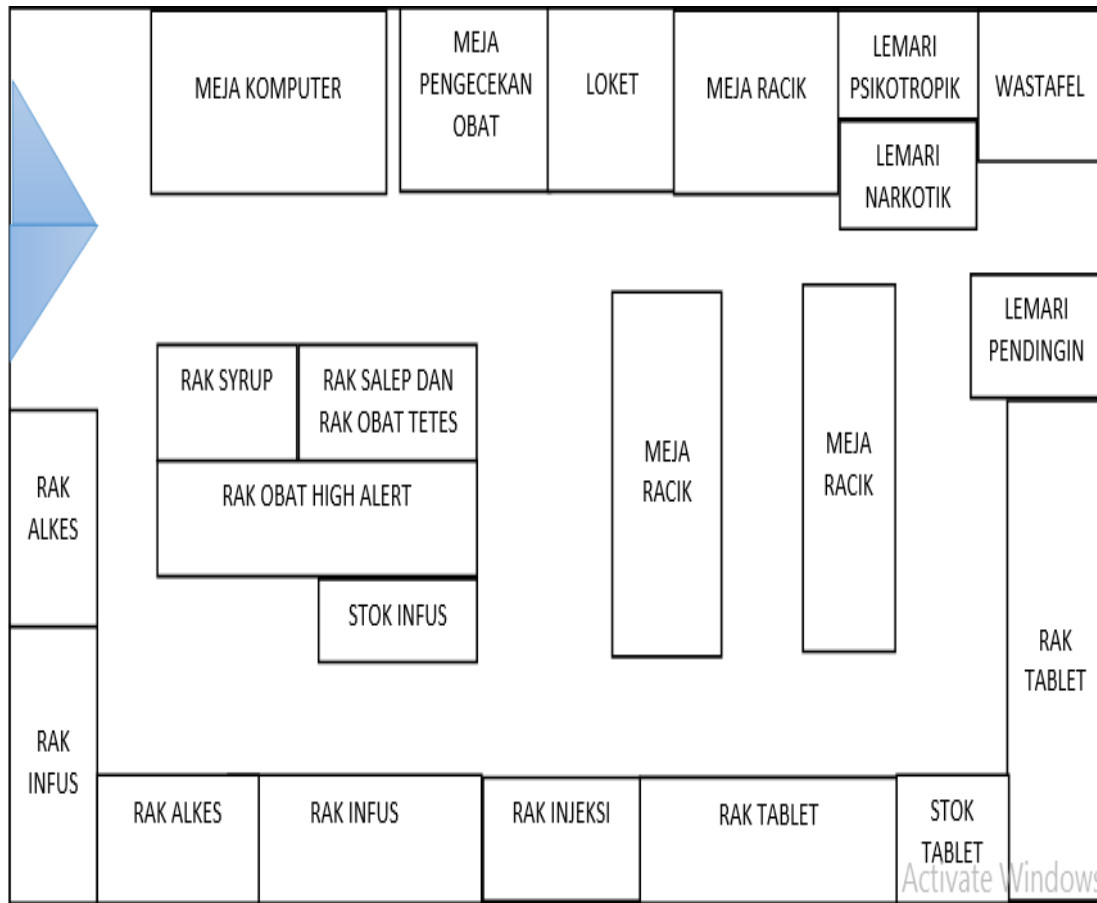 MEJA KOMPUTER
MEJA
PENGECEKAN
OBAT
LOKET
MEJA RACIK
LEMARI
PSIKOTROPIK
WASTAFEL
LEMARI
NARKOTIK
LEMARI
PENDINGIN
RAK SYRUP
RAK SALEP DAN
RAK OBAT TETES
RAK OBAT HIGH ALERT
STOK INFUS
MEJA
RACIK
MEJA
RACIK
RAK
ALKES
RAK
INFUS
RAK
TABLET
RAK ALKES
RAK INFUS
RAK INJEKSI
RAK TABLET
STOK
TABLET
Activate Windows